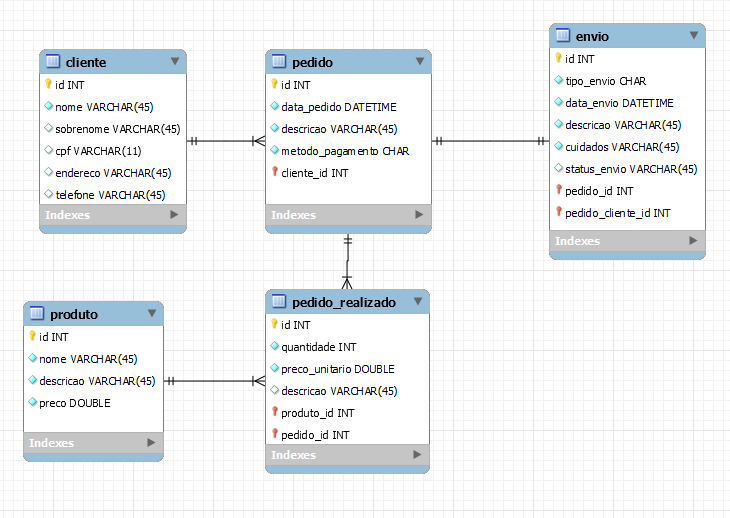 cliente
id INT
nome VARCHAR(45)
sobrenome VARCHAR(45)
cpf VARCHAR(11)
endereco VARCHAR(45)
telefone VARCHAR(45)
Indexes
pedido
id INT
data_pedido DATETIME
descricao VARCHAR(45)
metodo_pagamento CHAR
cliente_id INT
Indexes
envio
id INT
tipo_envio CHAR
data_envio DATETIME
descricao VARCHAR(45)
cuidados VARCHAR(45)
status_envio VARCHAR(45)
pedido_id INT
pedido_cliente_id INT
Indexes
produto
id INT
nome VARCHAR(45)
descricao VARCHAR(45)
preco DOUBLE
Indexes
pedido_realizado
id INT
quantidade INT
preco_unitario DOUBLE
descricao VARCHAR(45)
produto_id INT
pedido_id INT
Indexes